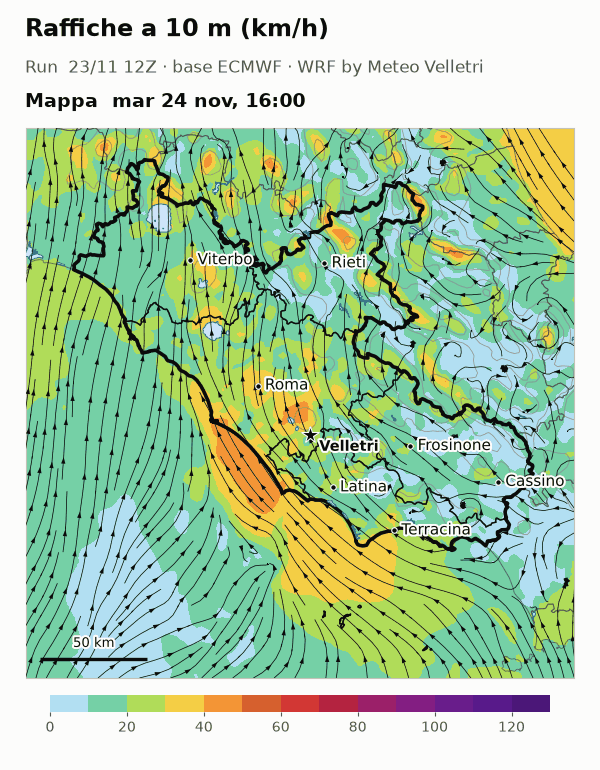 Raffiche a 10 m (km/h)
Run  23/11 12Z · base ECMWF · WRF by Meteo Velletri
Mappa  mar 24 nov, 16:00
Viterbo
Rieti
Roma
Velletri
Frosinone
Cassino
Latina
Terracina
50 km
0 20 40 60 80 100 120